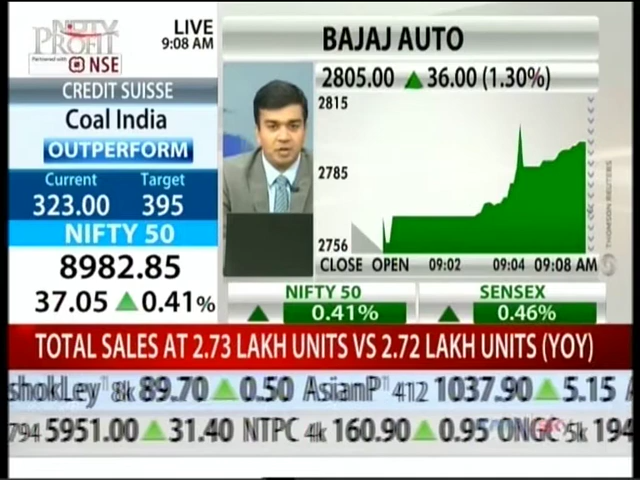 NDTV
PROFIT
Partnered with NSE
LIVE
9:08 AM
CREDIT SUISSE
Coal India
OUTPERFORM
Current Target
323.00 395
NIFTY 50
8982.85
37.05 ▲ 0.41%
BAJAJ AUTO
2805.00 ▲ 36.00 (1.30%)
2815
2785
2756
CLOSE OPEN 09:02 09:04 09:08 AM
THOMSON REUTERS
NIFTY 50 SENSEX
▲ 0.41% ▲ 0.46%
TOTAL SALES AT 2.73 LAKH UNITS VS 2.72 LAKH UNITS (YOY)
shokLey 8k 89.70 ▲ 0.50 AsianP 412 1037.90 ▲ 5.15 A
794 5951.00 ▲ 31.40 NTPC 4k 160.90 ▲ 0.95 ONGC 5k 194